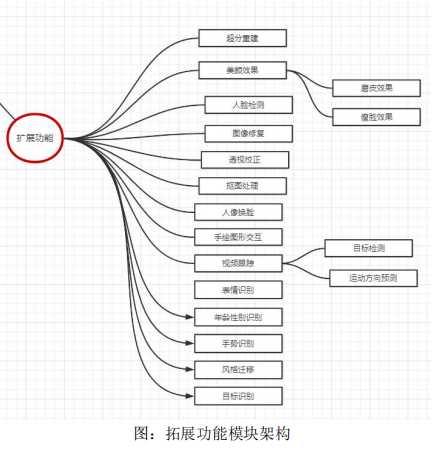 扩展功能
超分重建
美颜效果
磨皮效果
瘦脸效果
人脸检测
图像修复
透视校正
抠图处理
人像换脸
手绘图形交互
视频跟踪
目标检测
运动方向预测
表情识别
年龄性别识别
手势识别
风格迁移
目标识别
图：拓展功能模块架构